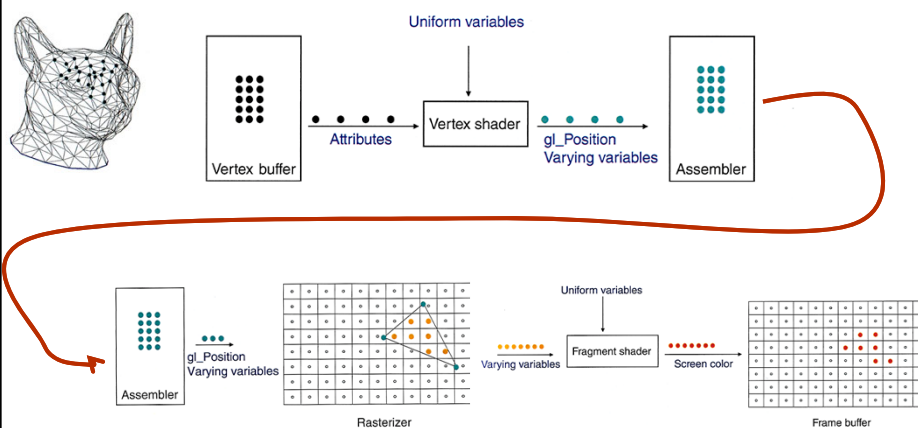 Uniform variables
Vertex buffer
Attributes
Vertex shader
gl_Position
Varying variables
Assembler
Assembler
gl_Position
Varying variables
Rasterizer
Varying variables
Uniform variables
Fragment shader
Screen color
Frame buffer